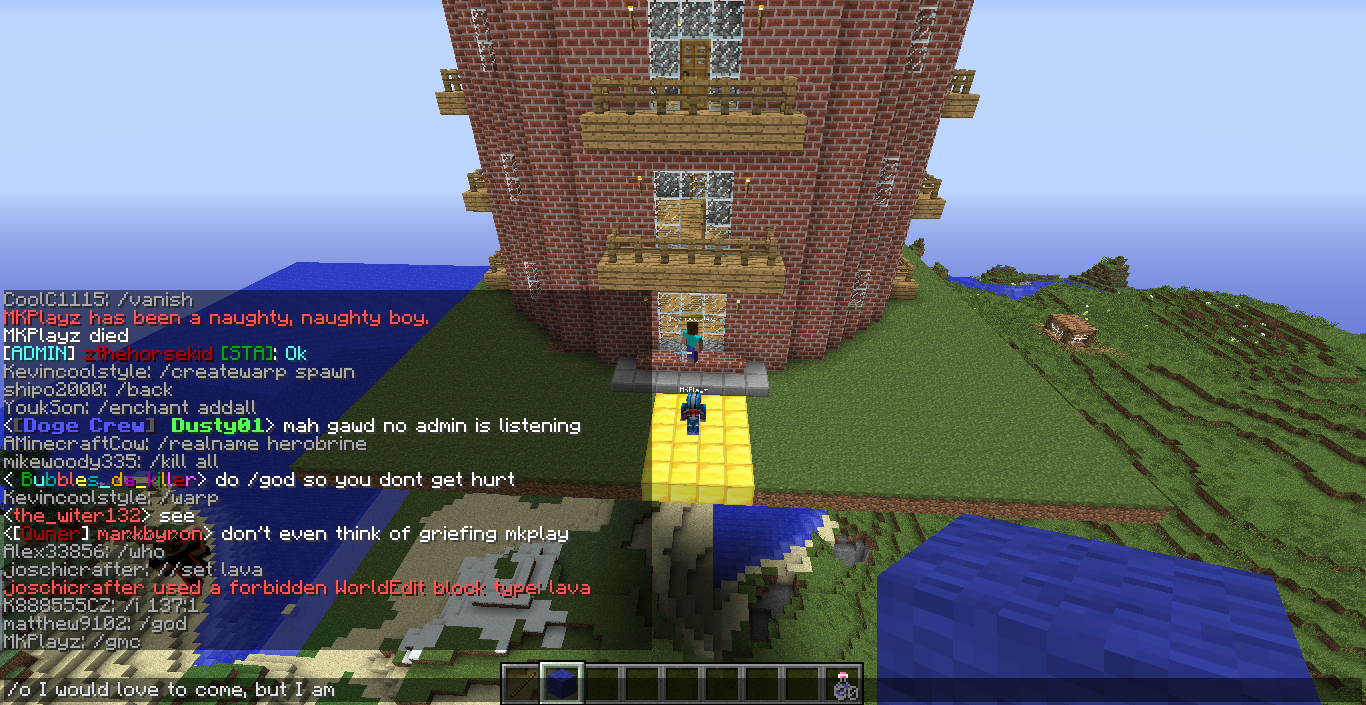 CoolC1115: /vanish
MKPlayz has been a naughty, naughty boy.
MKPlayz died
[ADMIN] zthehorsekid [STA]: Ok
Kevincoolstyle: /createwarp spawn
shipo2000: /back
YoukSon: /enchant addall
<[Doge Crew] Dusty01> mah gawd no admin is listening
AMinecraftCow: /realname herobrine
mikewoody335: /kill all
< Bubbles_da_killer> do /god so you dont get hurt
Kevincoolstyle: /warp
<the_witer132> see
<[Owner] markbyron> don't even think of griefing mkplay
Alex33856: /who
joschicrafter: //set lava
joschicrafter used a forbidden WorldEdit block type: lava
K888555CZ: /i 137:1
matthew9102: /god
MKPlayz: /gmc
/o I would love to come, but I am
MKPlayz